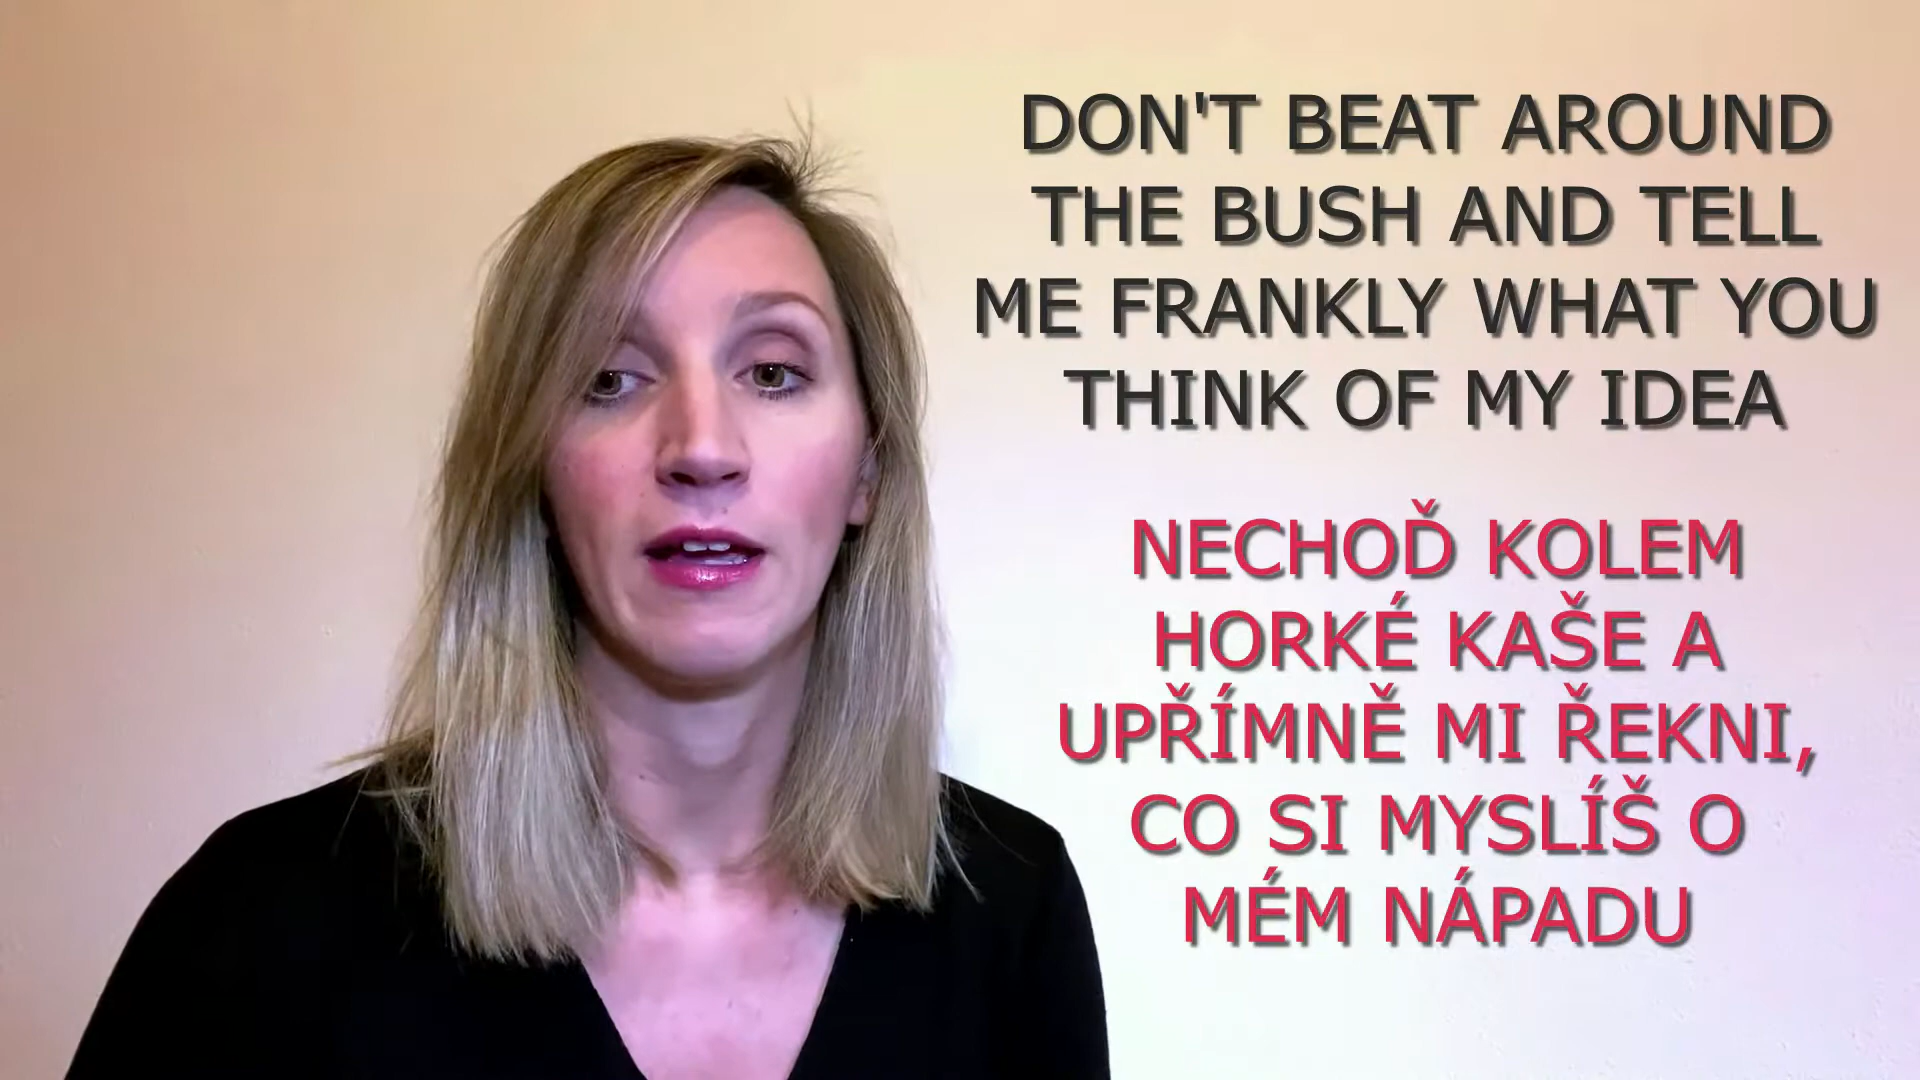 DON'T BEAT AROUND
THE BUSH AND TELL
ME FRANKLY WHAT YOU
THINK OF MY IDEA
NECHOĎ KOLEM
HORKÉ KAŠE A
UPŘÍMNĚ MI ŘEKNI,
CO SI MYSLÍŠ O
MÉM NÁPADU